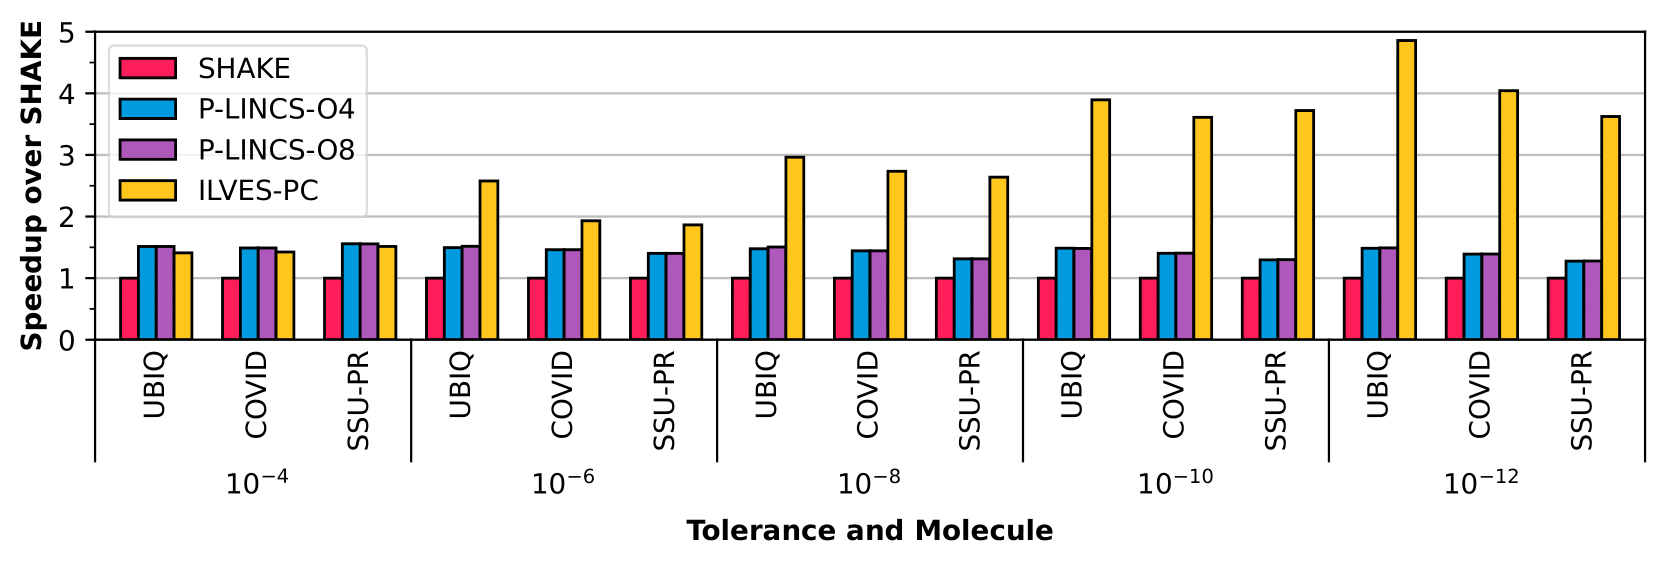 Speedup over SHAKE
5
4
3
2
1
0
SHAKE
P-LINCS-O4
P-LINCS-O8
ILVES-PC
UBIQ COVID SSU-PR UBIQ COVID SSU-PR UBIQ COVID SSU-PR UBIQ COVID SSU-PR UBIQ COVID SSU-PR
10⁻⁴ 10⁻⁶ 10⁻⁸ 10⁻¹⁰ 10⁻¹²
Tolerance and Molecule